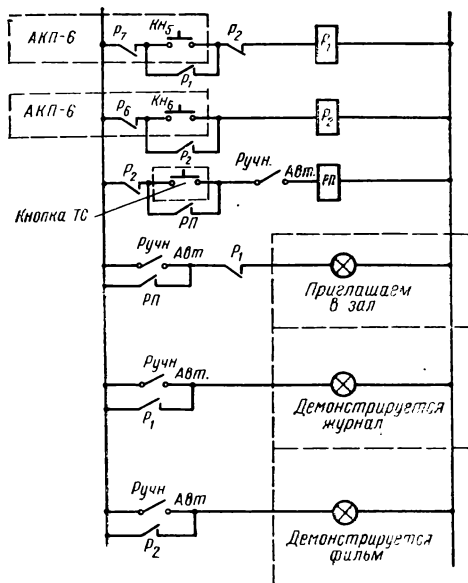 АКП-6 Р7 Кн5 Р2 Р1
Р1
АКП-6 Р6 Кн6 Р2
Р2
Р2 Ручн. Авт. РП
Кнопка ТС
РП
Ручн Авт Р1
РП
Приглашаем
в зал
Ручн Авт.
Р1
Демонстрируется
журнал
Ручн Авт
Р2
Демонстрируется
фильм